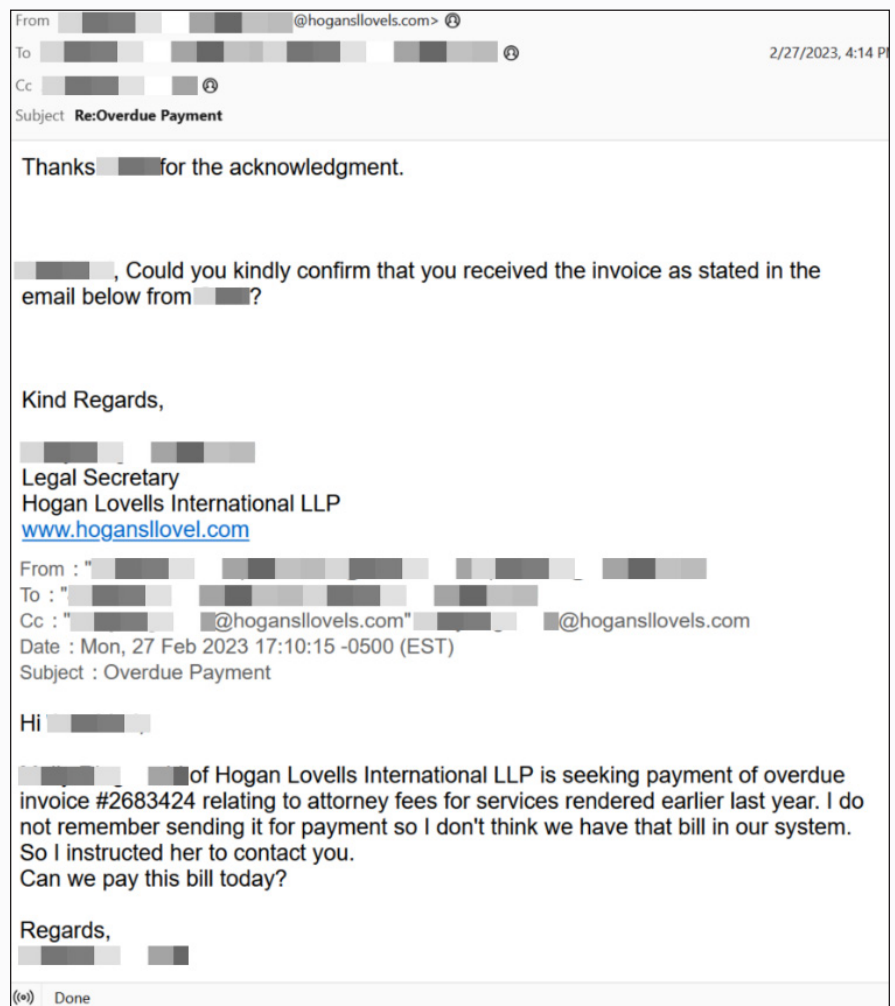 From @hogansllovels.com>
To 2/27/2023, 4:14 P
Cc
Subject Re:Overdue Payment
Thanks for the acknowledgment.
, Could you kindly confirm that you received the invoice as stated in the
email below from ?
Kind Regards,
Legal Secretary
Hogan Lovells International LLP
www.hogansllovel.com
From : "
To : "
Cc : " @hogansllovels.com" @hogansllovels.com
Date : Mon, 27 Feb 2023 17:10:15 -0500 (EST)
Subject : Overdue Payment
Hi
of Hogan Lovells International LLP is seeking payment of overdue
invoice #2683424 relating to attorney fees for services rendered earlier last year. I do
not remember sending it for payment so I don't think we have that bill in our system.
So I instructed her to contact you.
Can we pay this bill today?
Regards,
Done